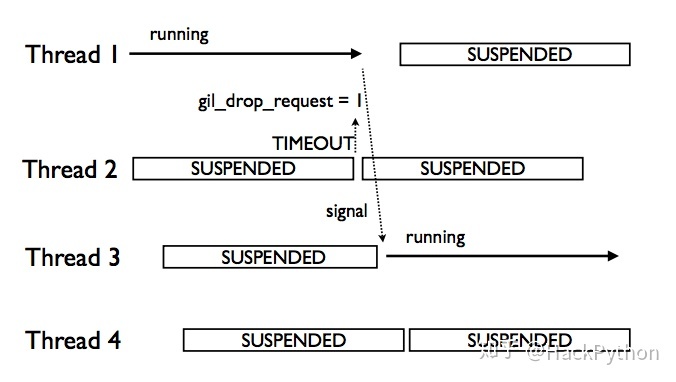 running
Thread 1
SUSPENDED
gil_drop_request = 1
TIMEOUT
Thread 2
SUSPENDED
SUSPENDED
signal
running
Thread 3
SUSPENDED
Thread 4
SUSPENDED
SUSPENDED
知乎 @HackPython